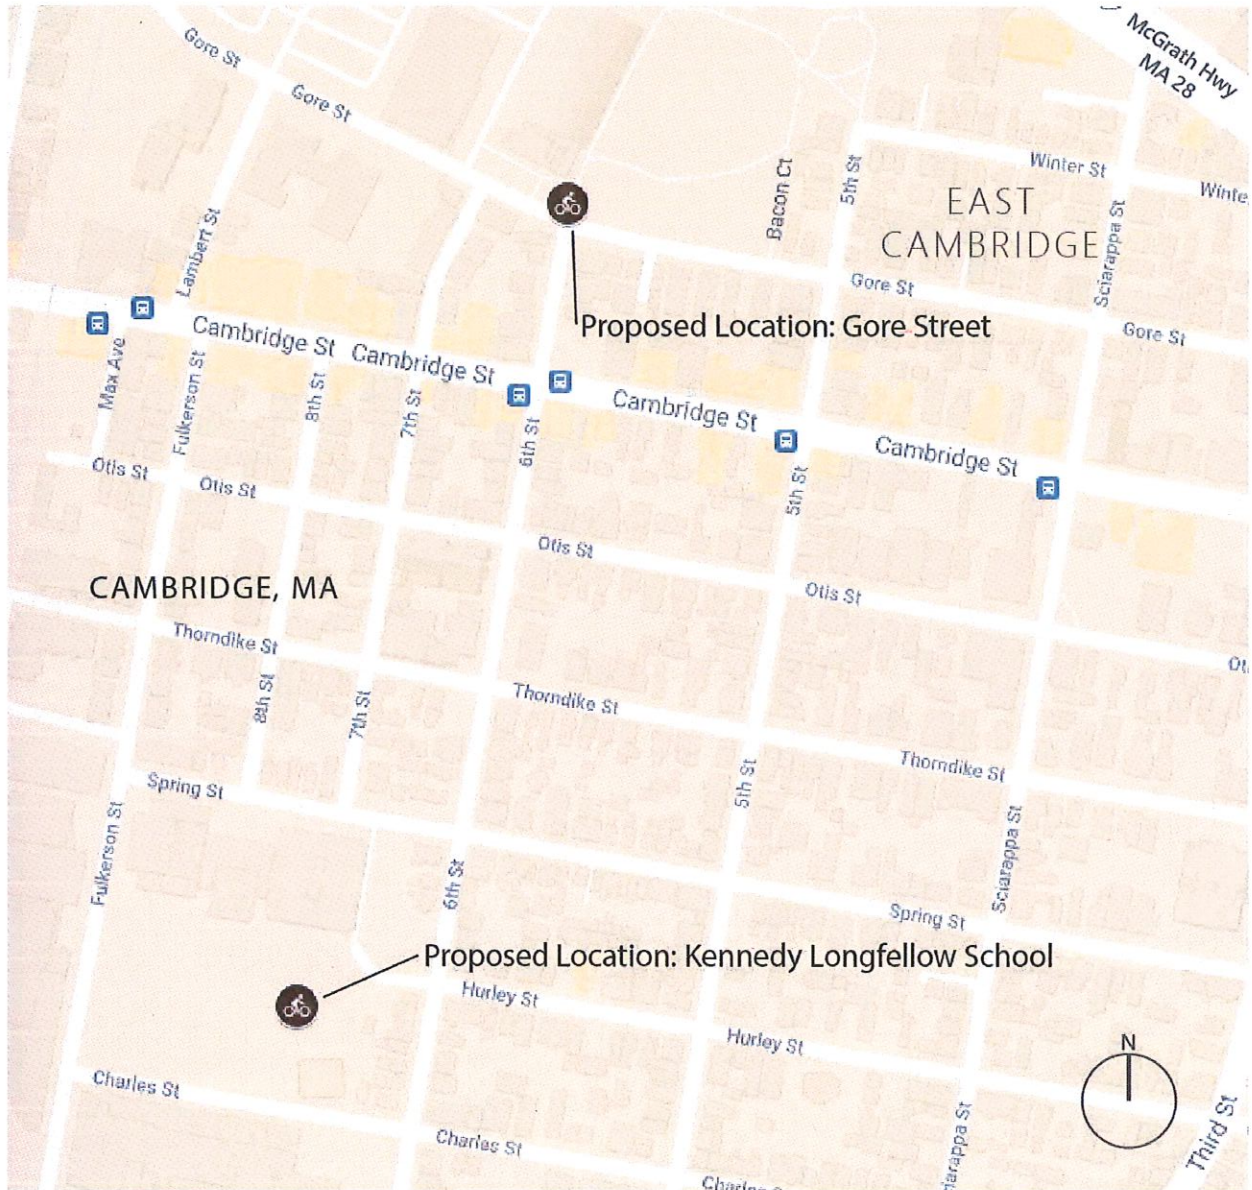 McGrath Hwy
MA 28
Gore St
Gore St
Winter St
Winte
5th St
Bacon Ct
EAST
CAMBRIDGE
Lambert St
Sciarappa St
Gore St
Gore St
Proposed Location: Gore Street
Cambridge St
Cambridge St
Max Ave
Fulkerson St
8th St
7th St
6th St
Cambridge St
Cambridge St
Otis St
Otis St
5th St
Otis St
Otis St
CAMBRIDGE, MA
Thorndike St
Ot
8th St
7th St
Thorndike St
Thorndike St
5th St
Spring St
Fulkerson St
6th St
Sciarappa St
Spring St
Proposed Location: Kennedy Longfellow School
Hurley St
Hurley St
N
Charles St
Charles St
iarappa St
Third St
Charles S